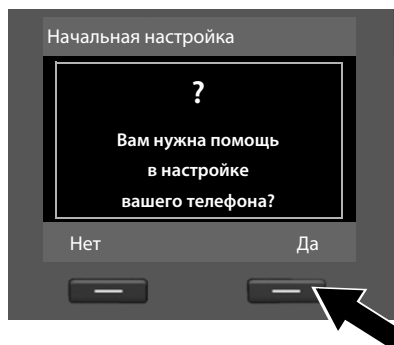 Начальная настройка
?
Вам нужна помощь
в настройке
вашего телефона?
Нет Да